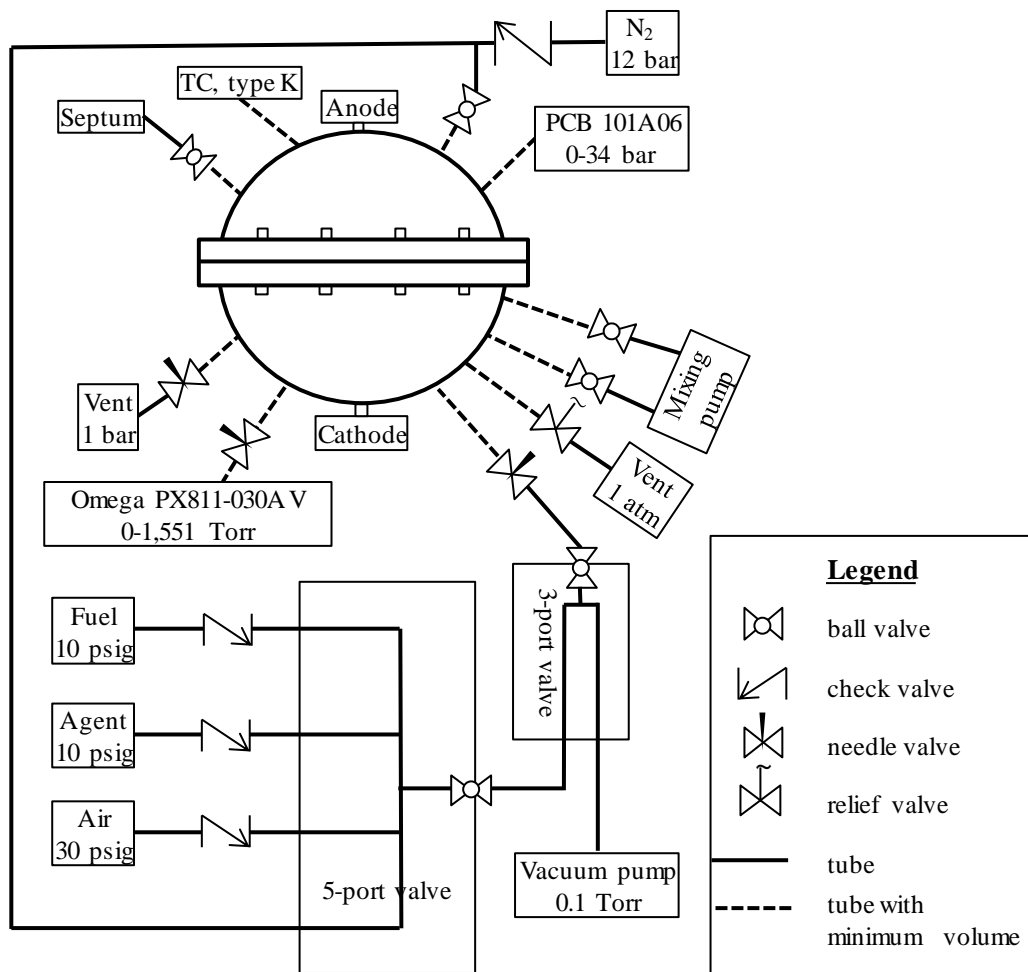 N2
12 bar
TC, type K
Anode
Septum
PCB 101A06
0-34 bar
Mixing
pump
Vent
1 bar
Cathode
Vent
1 atm
Omega PX811-030AV
0-1,551 Torr
Fuel
10 psig
Agent
10 psig
Air
30 psig
5-port valve
3-port valve
Vacuum pump
0.1 Torr
Legend
ball valve
check valve
needle valve
relief valve
tube
tube with
minimum volume